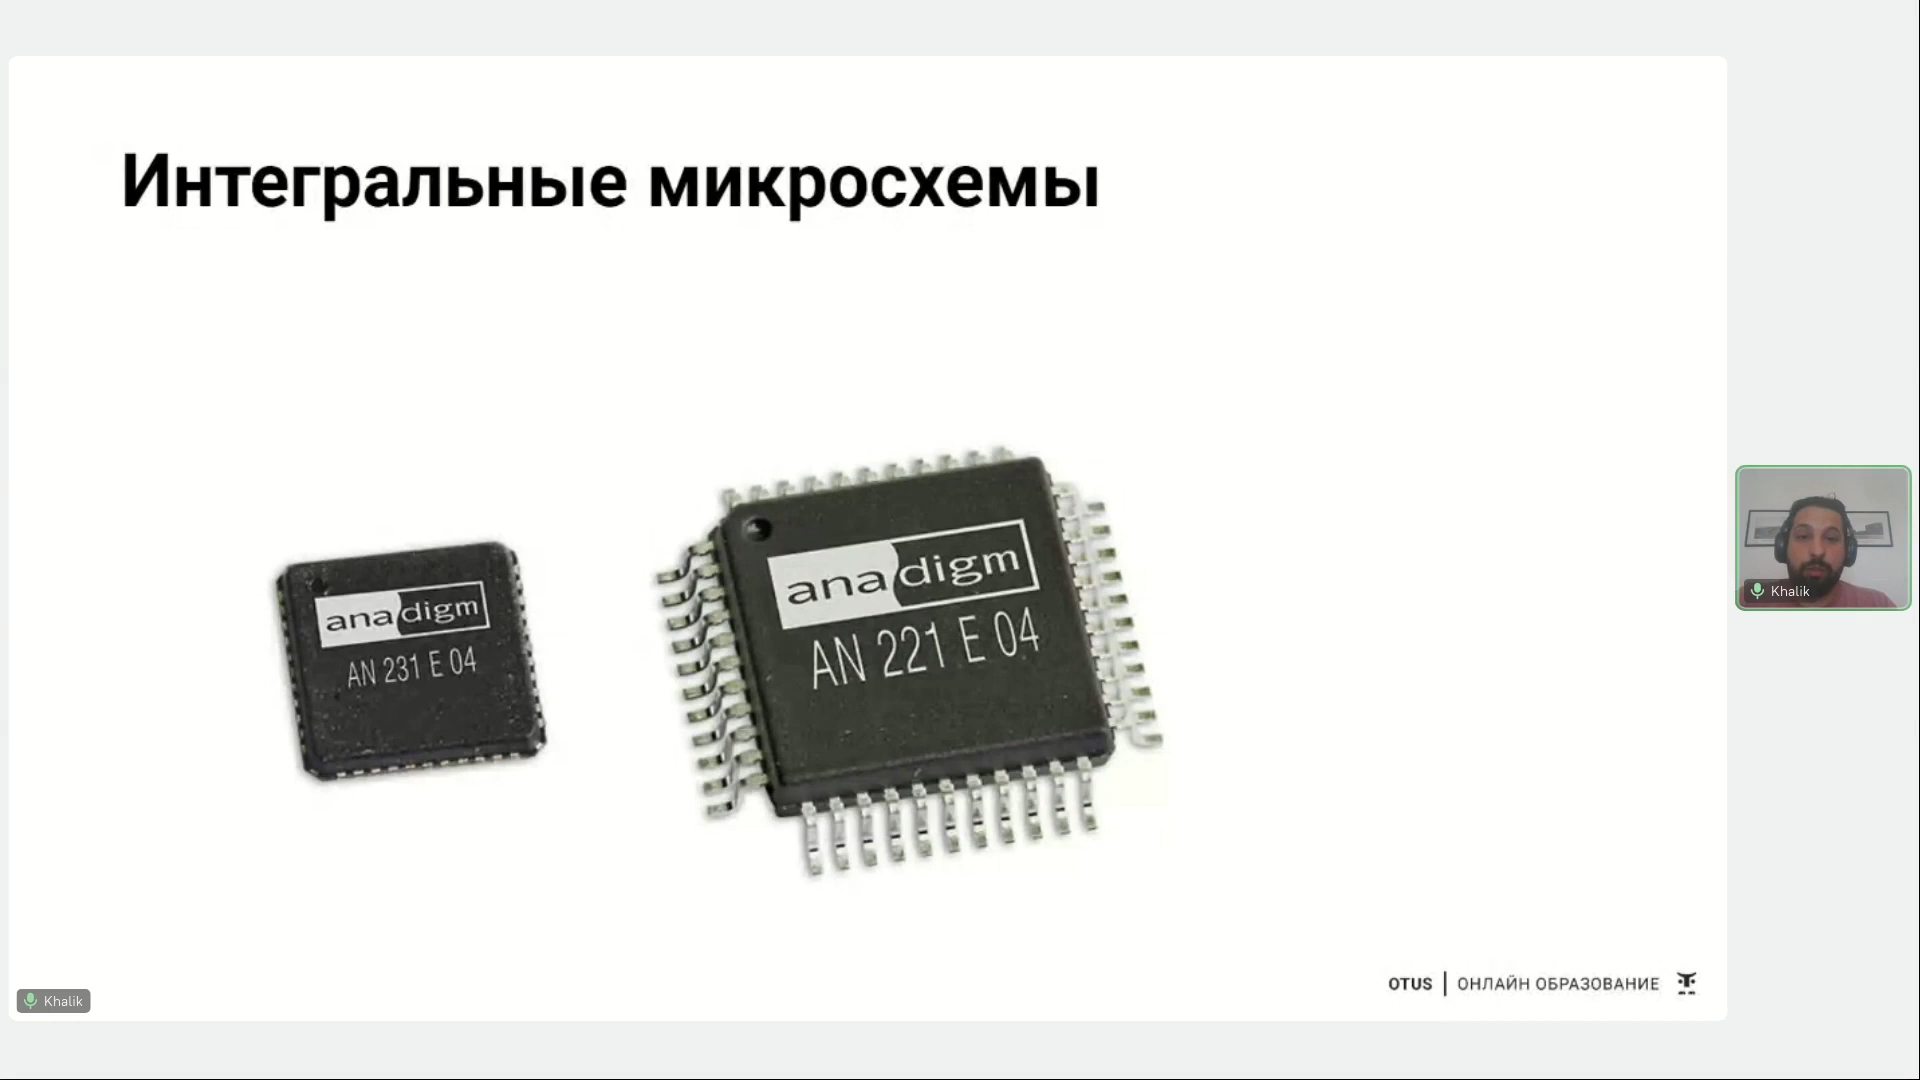 Интегральные микросхемы
anadigm
AN 231 E 04
anadigm
AN 221 E 04
Khalik
OTUS | ОНЛАЙН ОБРАЗОВАНИЕ
Khalik